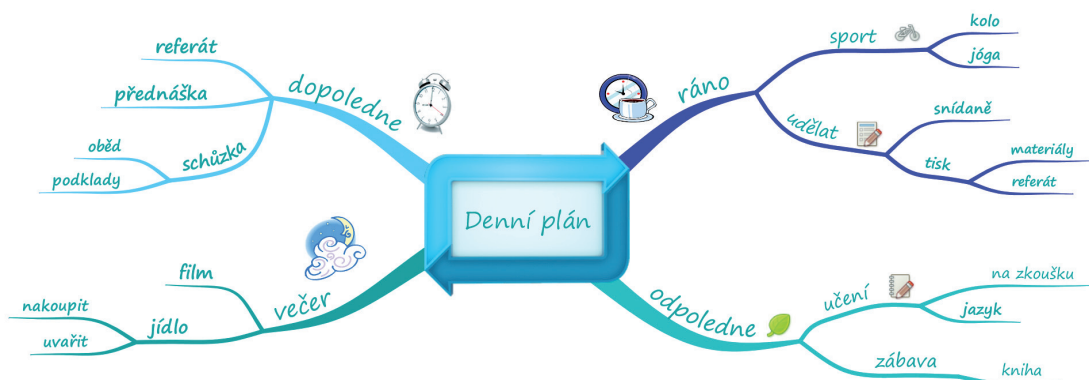 Denní plán
ráno
sport
kolo
jóga
udělat
snídaně
tisk
materiály
referát
dopoledne
referát
přednáška
schůzka
oběd
podklady
odpoledne
učení
na zkoušku
jazyk
zábava
kniha
večer
film
jídlo
nakoupit
uvařit